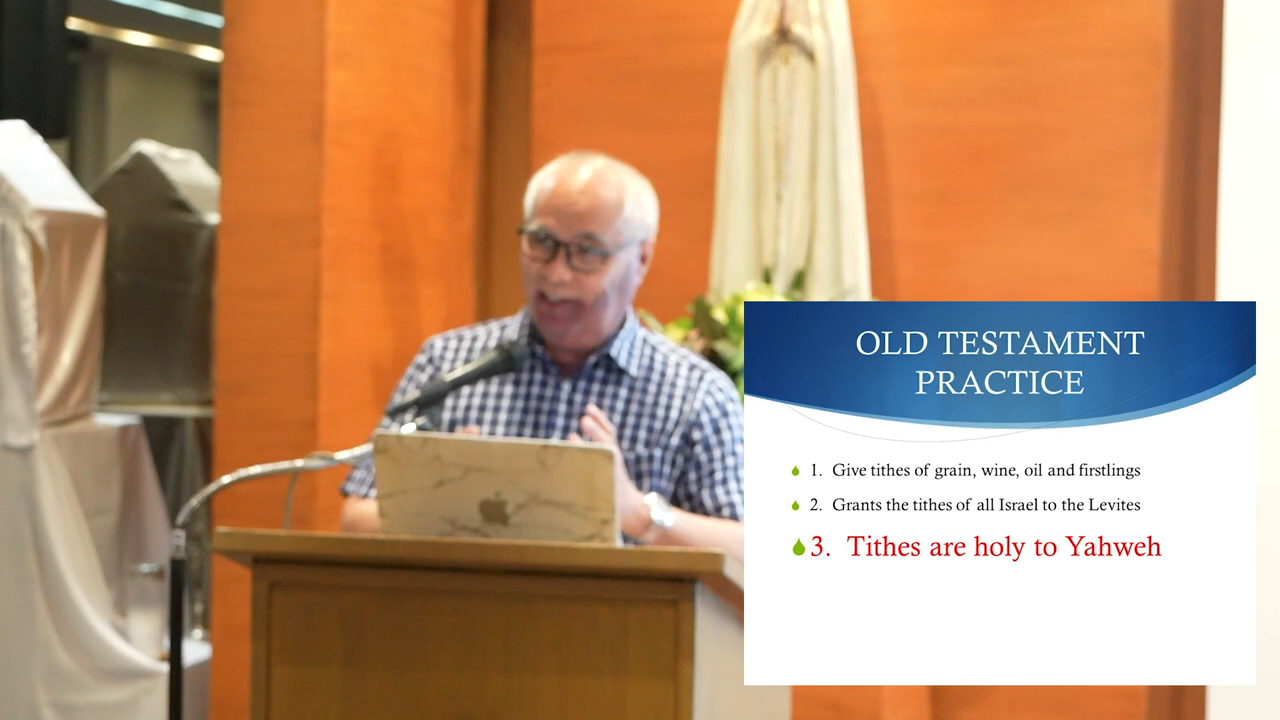 OLD TESTAMENT
PRACTICE
1. Give tithes of grain, wine, oil and firstlings
2. Grants the tithes of all Israel to the Levites
3. Tithes are holy to Yahweh